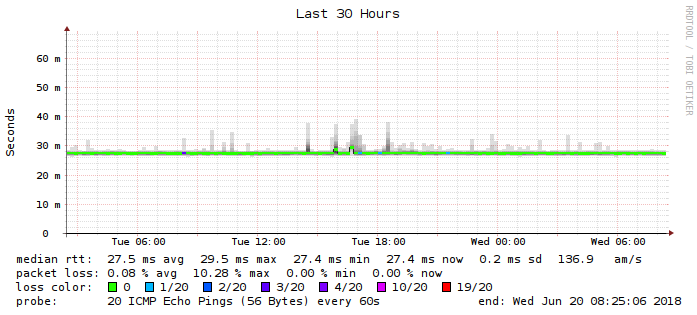 Last 30 Hours
RRDTOOL / TOBI OETIKER
Seconds
60 m
50 m
40 m
30 m
20 m
10 m
0
Tue 06:00 Tue 12:00 Tue 18:00 Wed 00:00 Wed 06:00
median rtt: 27.5 ms avg 29.5 ms max 27.4 ms min 27.4 ms now 0.2 ms sd 136.9 am/s
packet loss: 0.08 % avg 10.28 % max 0.00 % min 0.00 % now
loss color: 0 1/20 2/20 3/20 4/20 10/20 19/20
probe: 20 ICMP Echo Pings (56 Bytes) every 60s end: Wed Jun 20 08:25:06 2018